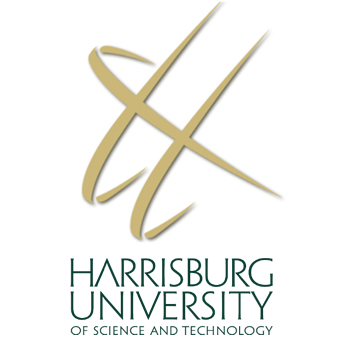 HARRISBURG
UNIVERSITY
OF SCIENCE AND TECHNOLOGY